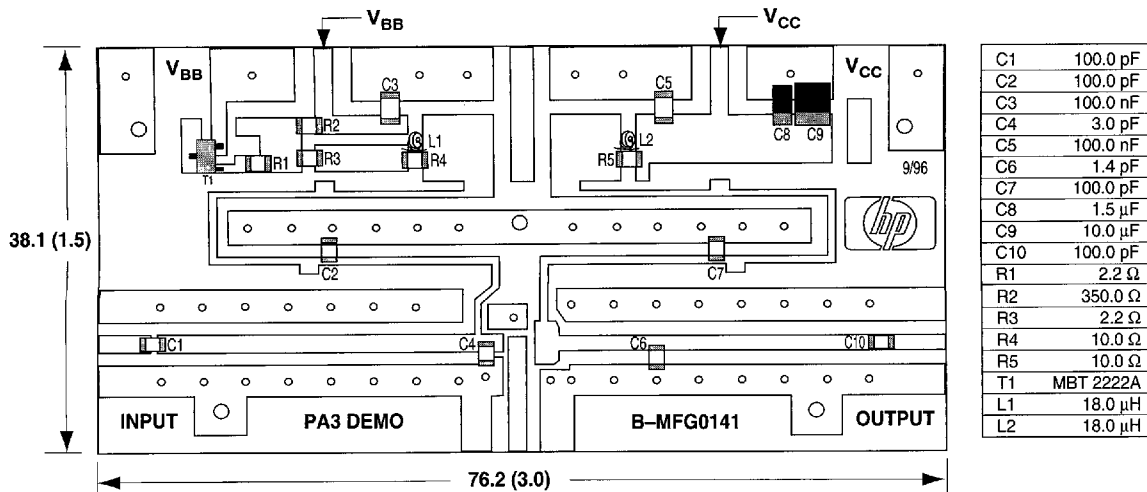 V_BB
V_CC
V_BB
C3
C5
V_CC
R2
L1
L2
C8 C9
T1
R1
R3
R4
R5
9/96
hp
38.1 (1.5)
C2
C7
C1
C4
C6
C10
INPUT PA3 DEMO B–MFG0141 OUTPUT
76.2 (3.0)
C1 100.0 pF
C2 100.0 pF
C3 100.0 nF
C4 3.0 pF
C5 100.0 nF
C6 1.4 pF
C7 100.0 pF
C8 1.5 μF
C9 10.0 μF
C10 100.0 pF
R1 2.2 Ω
R2 350.0 Ω
R3 2.2 Ω
R4 10.0 Ω
R5 10.0 Ω
T1 MBT 2222A
L1 18.0 μH
L2 18.0 μH